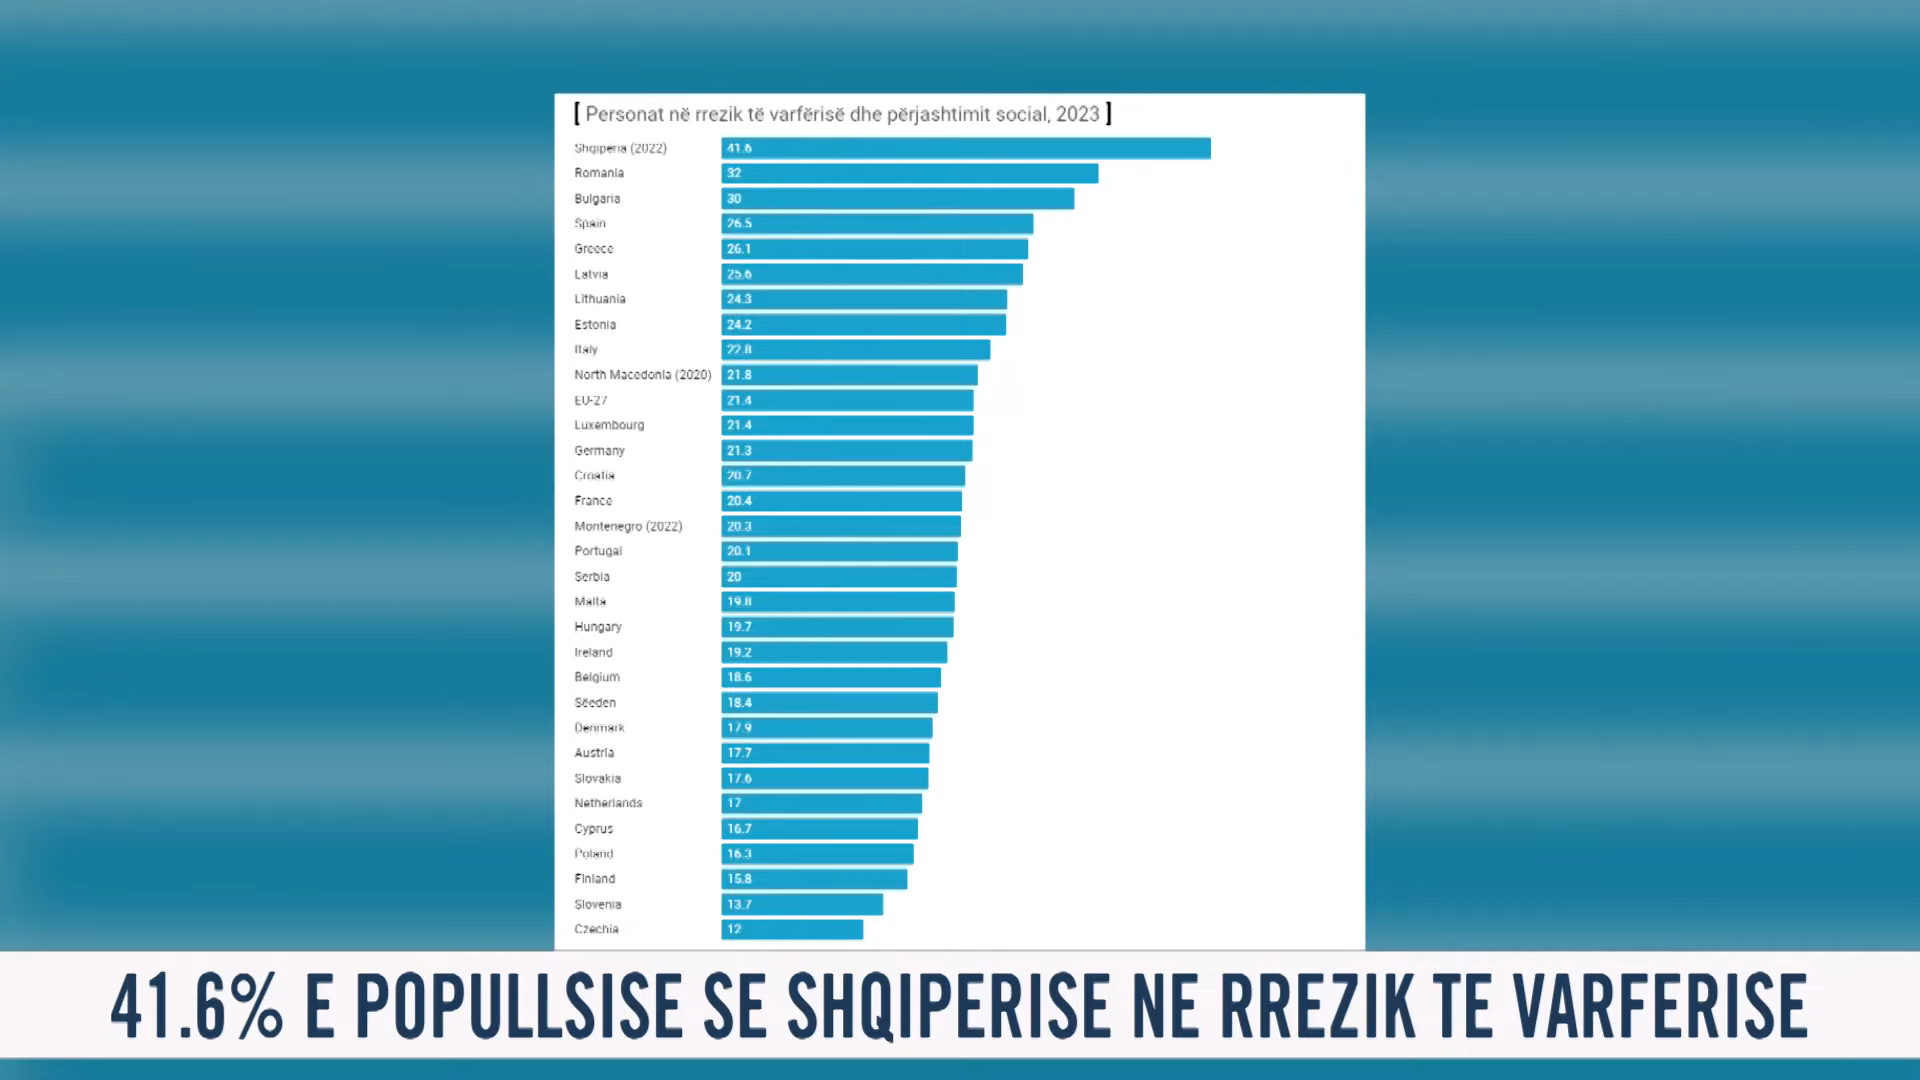 [ Personat në rrezik të varfërisë dhe përjashtimit social, 2023 ]
Shqiperia (2022) 41.6
Romania 32
Bulgaria 30
Spain 26.5
Greece 26.1
Latvia 25.6
Lithuania 24.3
Estonia 24.2
Italy 22.8
North Macedonia (2020) 21.8
EU-27 21.4
Luxembourg 21.4
Germany 21.3
Croatia 20.7
France 20.4
Montenegro (2022) 20.3
Portugal 20.1
Serbia 20
Malta 19.8
Hungary 19.7
Ireland 19.2
Belgium 18.6
Sëeden 18.4
Denmark 17.9
Austria 17.7
Slovakia 17.6
Netherlands 17
Cyprus 16.7
Poland 16.3
Finland 15.8
Slovenia 13.7
Czechia 12
41.6% E POPULLSISE SE SHQIPERISE NE RREZIK TE VARFERISE